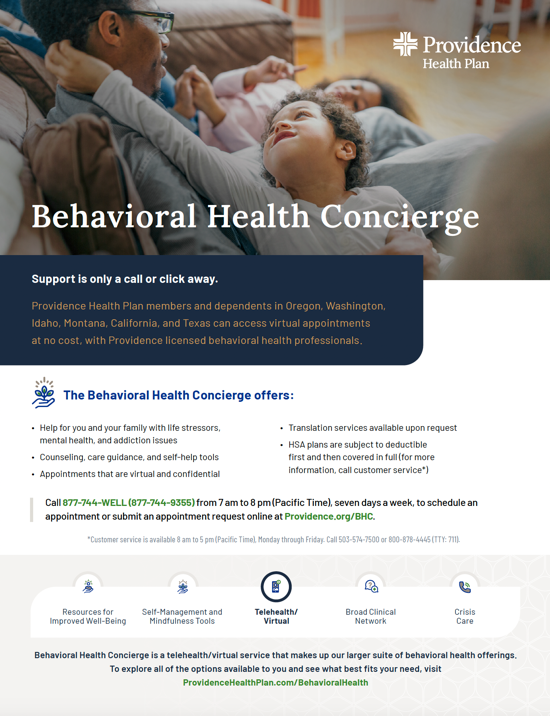 Providence
Health Plan
Behavioral Health Concierge
Support is only a call or click away.
Providence Health Plan members and dependents in Oregon, Washington,
Idaho, Montana, California, and Texas can access virtual appointments
at no cost, with Providence licensed behavioral health professionals.
The Behavioral Health Concierge offers:
• Help for you and your family with life stressors,
mental health, and addiction issues
• Counseling, care guidance, and self-help tools
• Appointments that are virtual and confidential
• Translation services available upon request
• HSA plans are subject to deductible
first and then covered in full (for more
information, call customer service*)
Call 877-744-WELL (877-744-9355) from 7 am to 8 pm (Pacific Time), seven days a week, to schedule an
appointment or submit an appointment request online at Providence.org/BHC.
*Customer service is available 8 am to 5 pm (Pacific Time), Monday through Friday. Call 503-574-7500 or 800-878-4445 (TTY: 711).
Resources for
Improved Well-Being
Self-Management and
Mindfulness Tools
Telehealth/
Virtual
Broad Clinical
Network
Crisis
Care
Behavioral Health Concierge is a telehealth/virtual service that makes up our larger suite of behavioral health offerings.
To explore all of the options available to you and see what best fits your need, visit
ProvidenceHealthPlan.com/BehavioralHealth